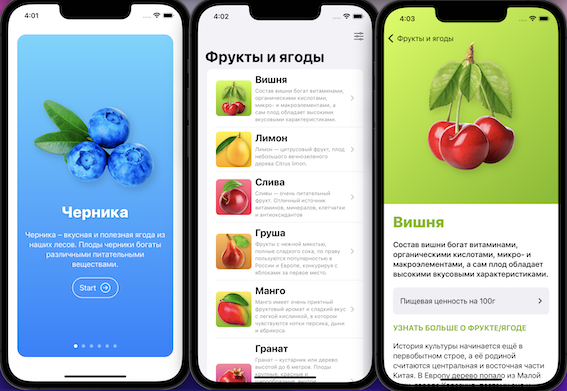 4:01
Черника
Черника – вкусная и полезная ягода из
наших лесов. Плоды черники богаты
различными питательными
веществами.
Start
4:02
Фрукты и ягоды
Вишня
Состав вишни богат витаминами,
органическими кислотами,
микро- и макроэлементами, а
сам плод обладает высокими
вкусовыми характеристиками.
Лимон
Лимон — цитрусовый фрукт; плод
небольшого вечнозеленого
дерева Citrus limon.
Слива
Сливы — очень питательный
фрукт. Отличный источник
витаминов, минералов, клетчатки
и антиоксидантов
Груша
Фрукты с нежной мякотью,
полные сладкого сока, по праву
пользуются популярностью в
России и Европе, конкурируя с
яблоками за первое место.
Манго
Манго имеет очень приятный
фруктовый аромат и сладкий вкус
с легкой кислинкой, в котором
чувствуются нотки персика, дыни
и абрикоса.
Гранат
Гранат – кустарник или дерево
высотой до 6 метров. Плоды
крупные, красные и
4:03
Фрукты и ягоды
Вишня
Состав вишни богат витаминами,
органическими кислотами, микро- и
макроэлементами, а сам плод обладает
высокими вкусовыми характеристиками.
Пищевая ценность на 100г
УЗНАТЬ БОЛЬШЕ О ФРУКТЕ/ЯГОДЕ
История культуры начинается ещё в
первобытном строе, а её родиной
считаются центральная и восточная части
Китая. В Европу дерево попало из Малой